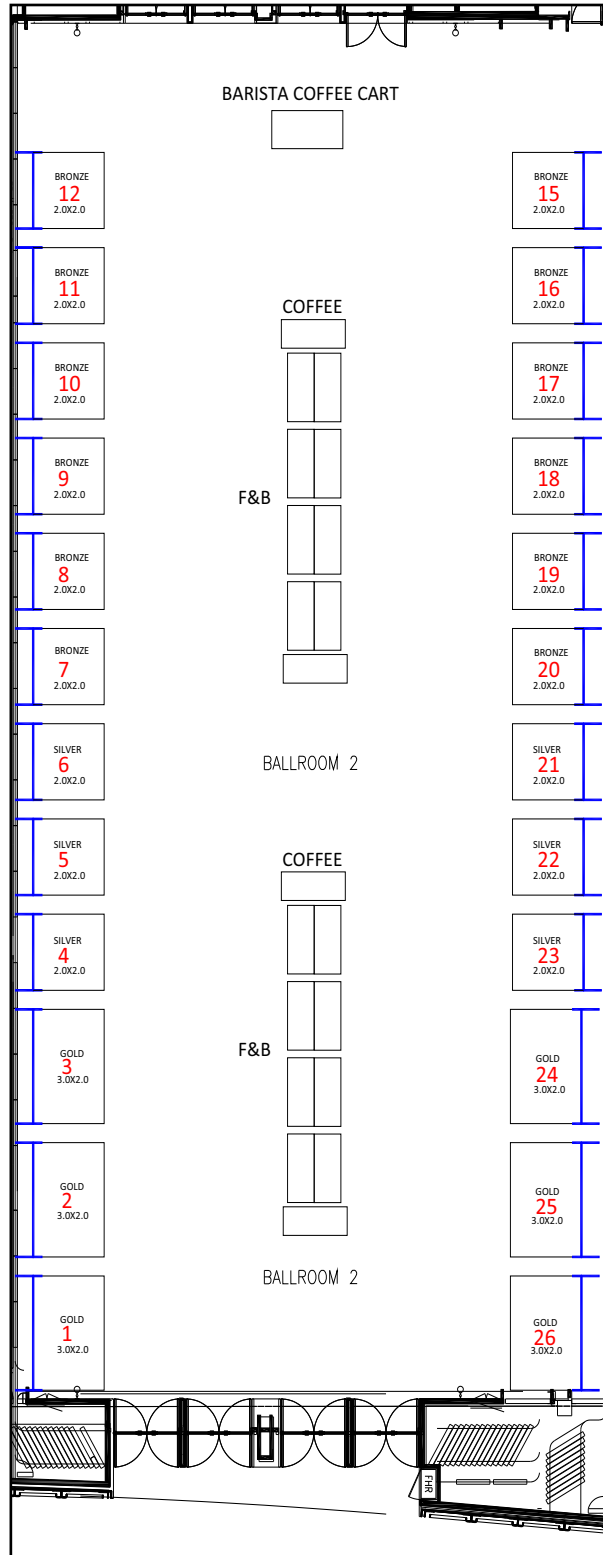 BARISTA COFFEE CART
BRONZE
12
2.0X2.0
BRONZE
15
2.0X2.0
BRONZE
11
2.0X2.0
BRONZE
16
2.0X2.0
COFFEE
BRONZE
10
2.0X2.0
BRONZE
17
2.0X2.0
BRONZE
9
2.0X2.0
F&B
BRONZE
18
2.0X2.0
BRONZE
8
2.0X2.0
BRONZE
19
2.0X2.0
BRONZE
7
2.0X2.0
BRONZE
20
2.0X2.0
SILVER
6
2.0X2.0
BALLROOM 2
SILVER
21
2.0X2.0
SILVER
5
2.0X2.0
COFFEE
SILVER
22
2.0X2.0
SILVER
4
2.0X2.0
SILVER
23
2.0X2.0
GOLD
3
3.0X2.0
F&B
GOLD
24
3.0X2.0
GOLD
2
3.0X2.0
GOLD
25
3.0X2.0
BALLROOM 2
GOLD
1
3.0X2.0
GOLD
26
3.0X2.0
FHR